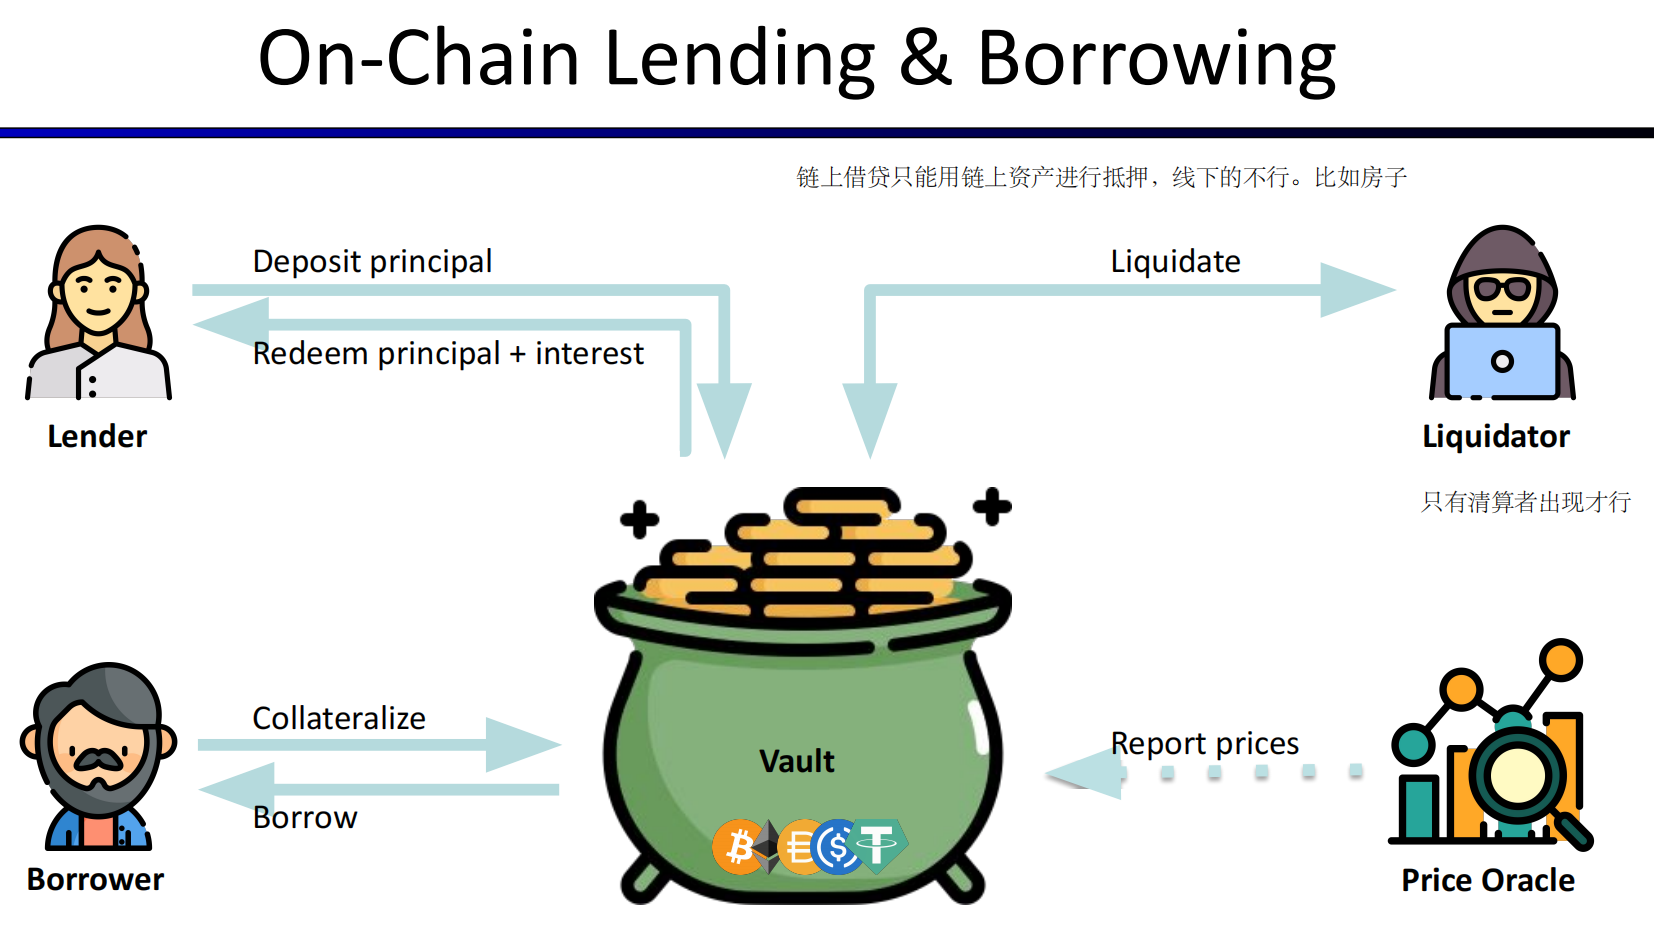 On-Chain Lending & Borrowing
链上借贷只能用链上资产进行抵押，线下的不行。比如房子
Deposit principal
Liquidate
Redeem principal + interest
Lender
Liquidator
只有清算者出现才行
Collateralize
Report prices
Vault
Borrow
Borrower
Price Oracle